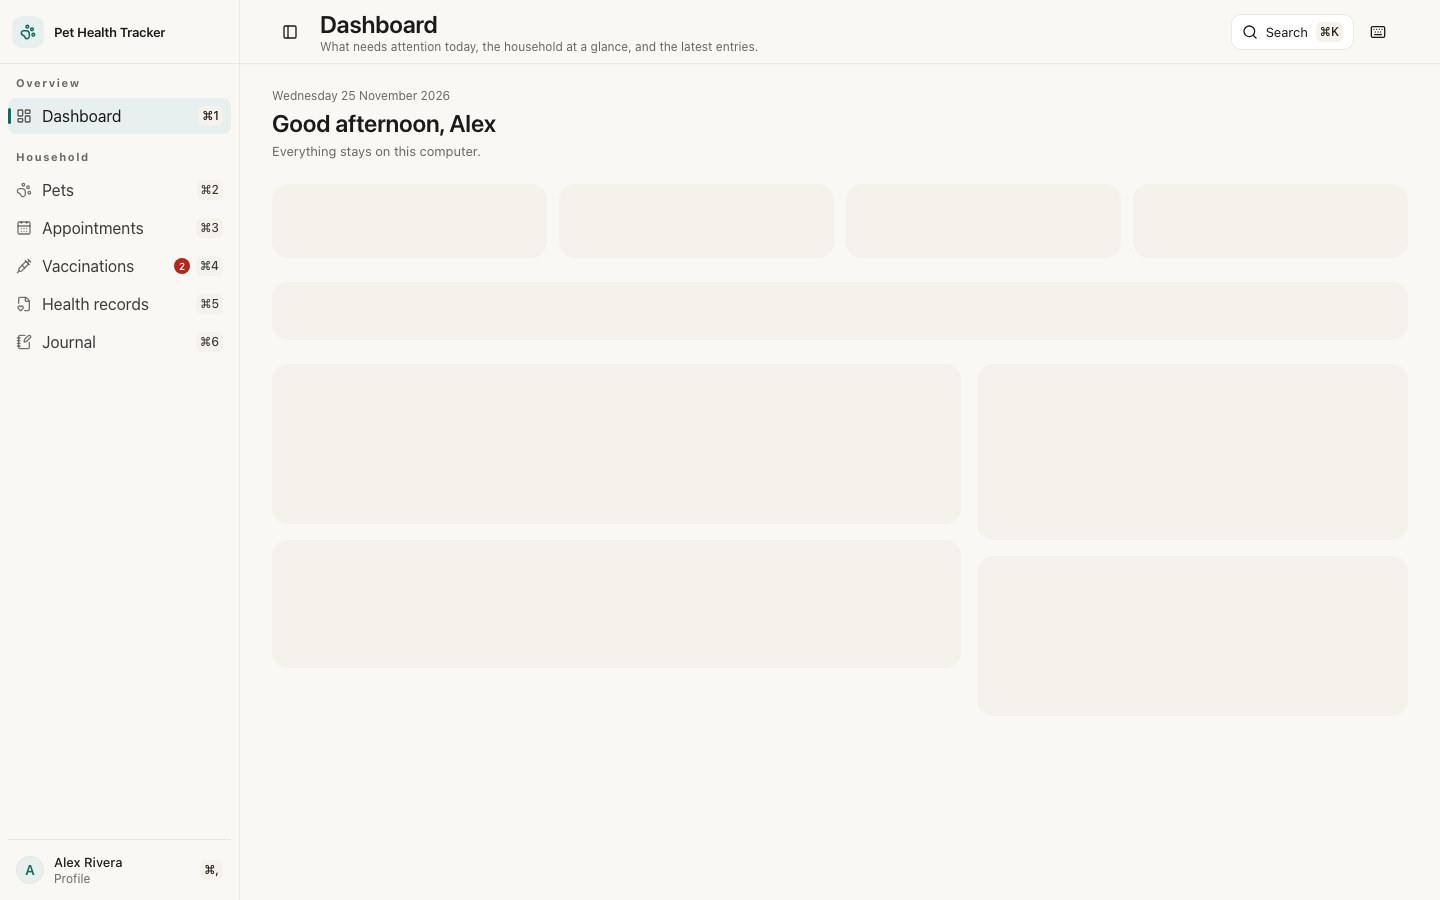 Pet Health Tracker
Overview
Dashboard ⌘1
Household
Pets ⌘2
Appointments ⌘3
Vaccinations 2 ⌘4
Health records ⌘5
Journal ⌘6
A
Alex Rivera
Profile
⌘,
Dashboard
What needs attention today, the household at a glance, and the latest entries.
Search ⌘K
Wednesday 25 November 2026
Good afternoon, Alex
Everything stays on this computer.